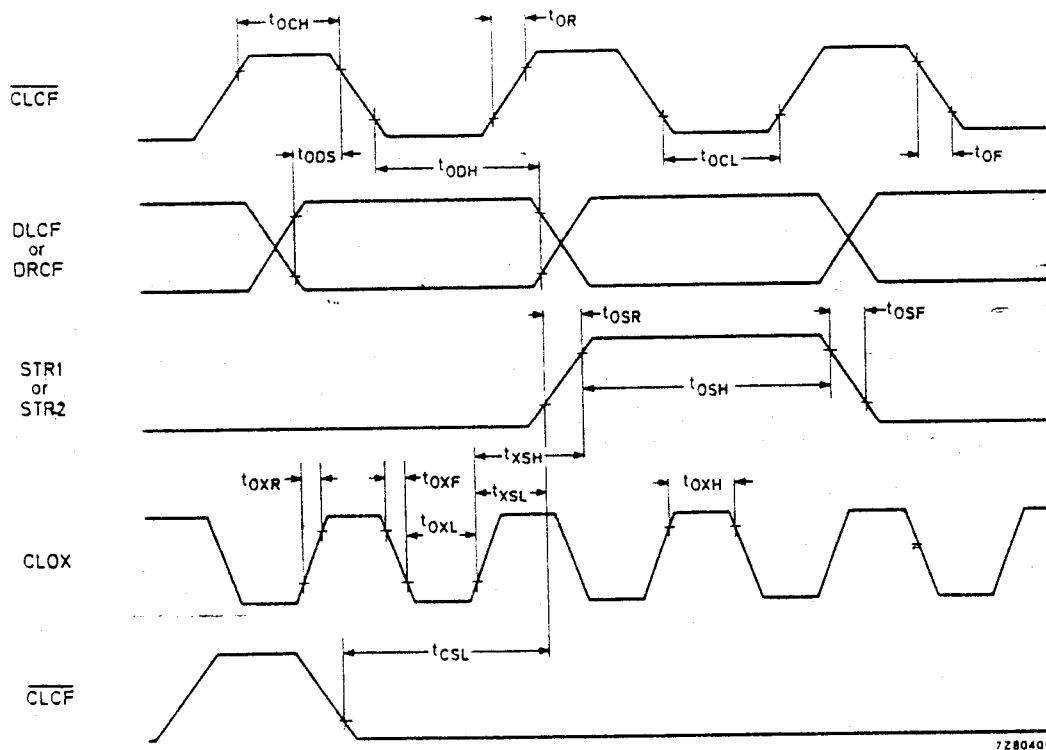 tOCH
tOR
CLCF
tODS
tODH
tOCL
tOF
DLCF
or
DRCF
tOSR
tOSF
STR1
or
STR2
tOSH
tXSH
tOXR
tOXF
tXSL
tOXH
tOXL
CLOX
tCSL
CLCF